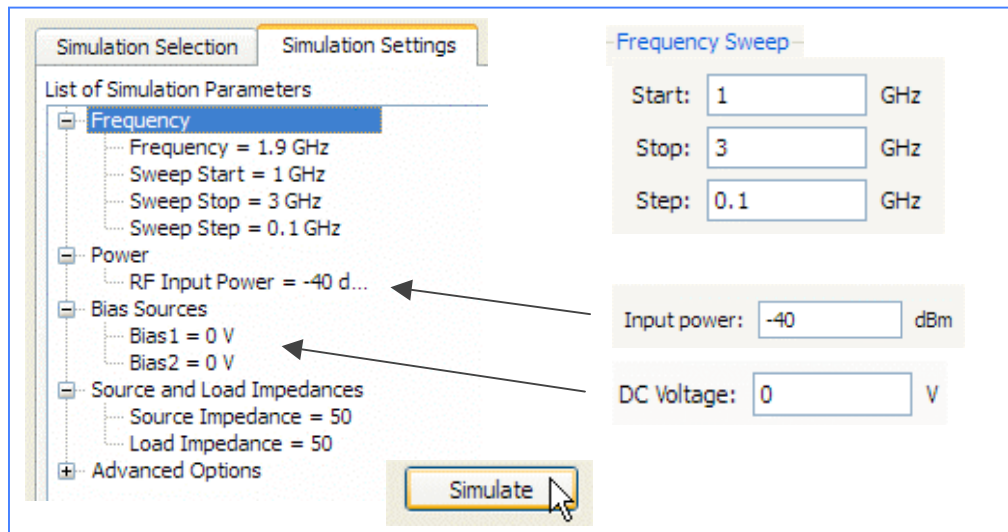 Simulation Selection
Simulation Settings
List of Simulation Parameters
Frequency
Frequency = 1.9 GHz
Sweep Start = 1 GHz
Sweep Stop = 3 GHz
Sweep Step = 0.1 GHz
Power
RF Input Power = -40 d...
Bias Sources
Bias1 = 0 V
Bias2 = 0 V
Source and Load Impedances
Source Impedance = 50
Load Impedance = 50
Advanced Options
Simulate
Frequency Sweep
Start: 1 GHz
Stop: 3 GHz
Step: 0.1 GHz
Input power: -40 dBm
DC Voltage: 0 V